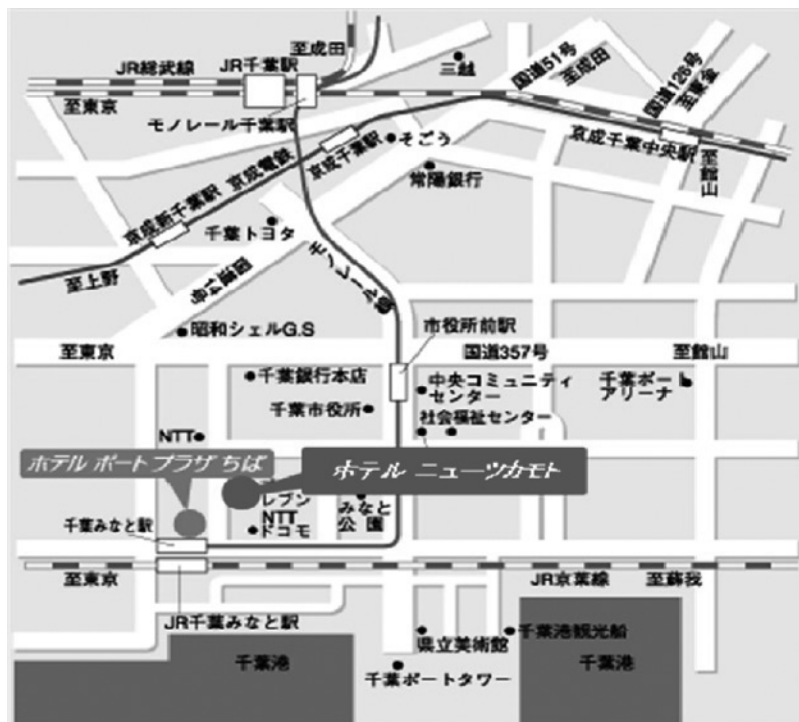 至成田
JR総武線
JR千葉駅
三越
国道51号
至成田
国道126号
至東金
至東京
モノレール千葉駅
そごう
京成千葉駅
京成千葉中央駅
至館山
京成電鉄
京成新千葉駅
常陽銀行
千葉トヨタ
モノレール線
至上野
国道14号
昭和シェルG.S
市役所前駅
至東京
国道357号
至館山
千葉銀行本店
中央コミュニティ
センター
千葉ポート
アリーナ
千葉市役所
社会福祉センター
NTT
ホテル ポート プラザ ちば
ホテル ニューツカモト
レブン
NTT
ドコモ
みなと
公園
千葉みなと駅
至東京
JR京葉線
至蘇我
JR千葉みなと駅
県立美術館
千葉港観光船
千葉港
千葉港
千葉ポートタワー